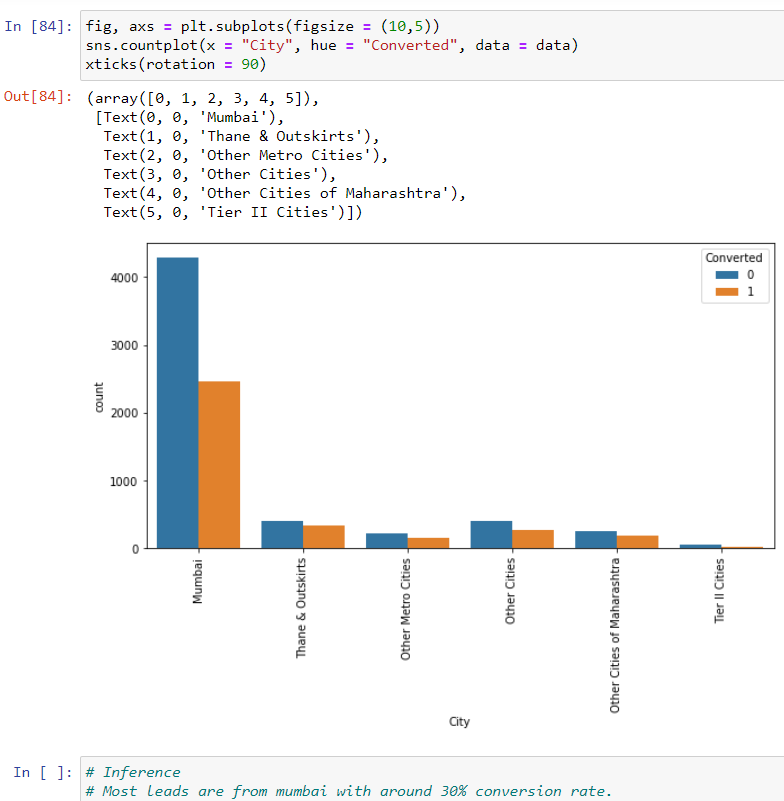 In [84]: fig, axs = plt.subplots(figsize = (10,5))
sns.countplot(x = "City", hue = "Converted", data = data)
xticks(rotation = 90)
Out[84]: (array([0, 1, 2, 3, 4, 5]),
[Text(0, 0, 'Mumbai'),
Text(1, 0, 'Thane & Outskirts'),
Text(2, 0, 'Other Metro Cities'),
Text(3, 0, 'Other Cities'),
Text(4, 0, 'Other Cities of Maharashtra'),
Text(5, 0, 'Tier II Cities')])
Converted
0
1
4000
3000
2000
1000
0
count
Mumbai
Thane & Outskirts
Other Metro Cities
Other Cities
Other Cities of Maharashtra
Tier II Cities
City
In [ ]: # Inference
# Most leads are from mumbai with around 30% conversion rate.